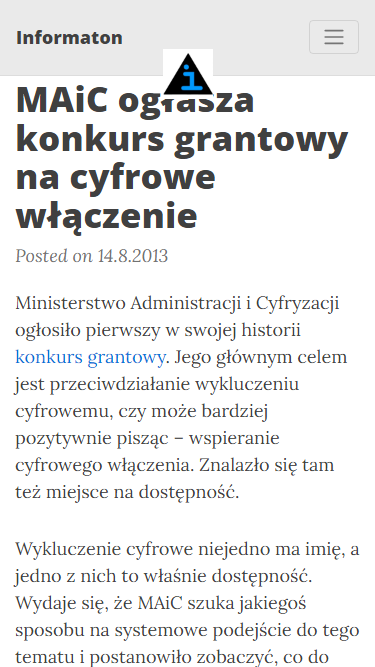 Informaton
MAiC ogłasza
konkurs grantowy
na cyfrowe
włączenie
Posted on 14.8.2013
Ministerstwo Administracji i Cyfryzacji
ogłosiło pierwszy w swojej historii
konkurs grantowy. Jego głównym celem
jest przeciwdziałanie wykluczeniu
cyfrowemu, czy może bardziej
pozytywnie pisząc – wspieranie
cyfrowego włączenia. Znalazło się tam
też miejsce na dostępność.
Wykluczenie cyfrowe niejedno ma imię, a
jedno z nich to właśnie dostępność.
Wydaje się, że MAiC szuka jakiegoś
sposobu na systemowe podejście do tego
tematu i postanowiło zobaczyć, co do